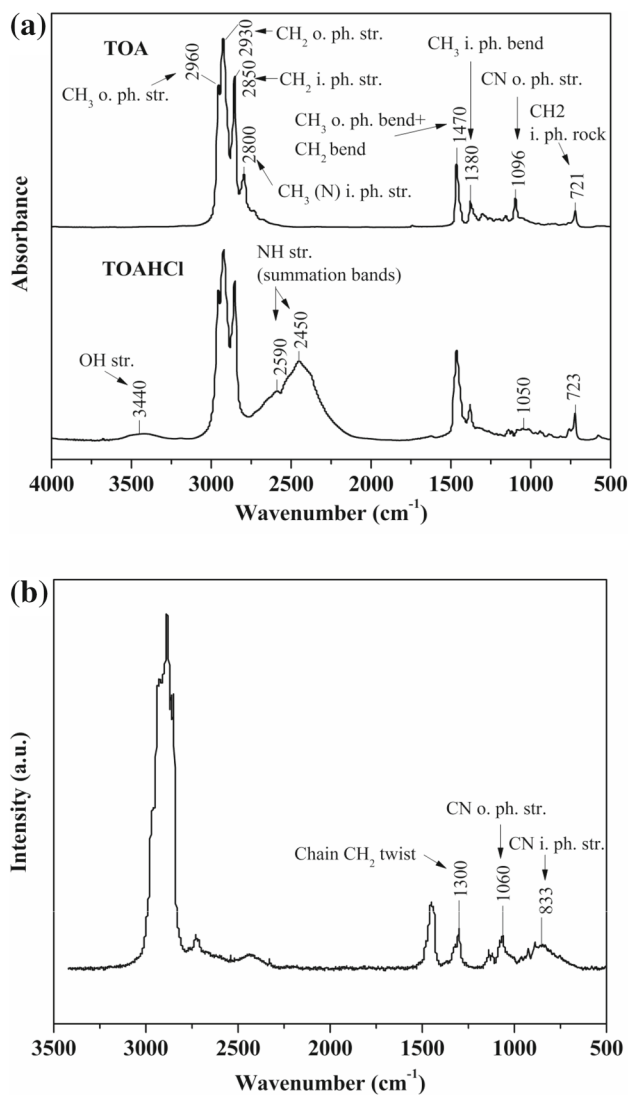 (a)
TOA
2960
2930
2850
CH2 o. ph. str.
CH3 o. ph. str.
CH2 i. ph. str.
2800
CH3 (N) i. ph. str.
CH3 i. ph. bend
CN o. ph. str.
CH3 o. ph. bend+
CH2 bend
1470
1380
1096
CH2
i. ph. rock
721
Absorbance
TOAHCl
NH str.
(summation bands)
OH str.
3440
2590
2450
1050
723
4000 3500 3000 2500 2000 1500 1000 500
Wavenumber (cm-1)
(b)
Intensity (a.u.)
CN o. ph. str.
CN i. ph. str.
Chain CH2 twist
1300
1060
833
3500 3000 2500 2000 1500 1000 500
Wavenumber (cm-1)